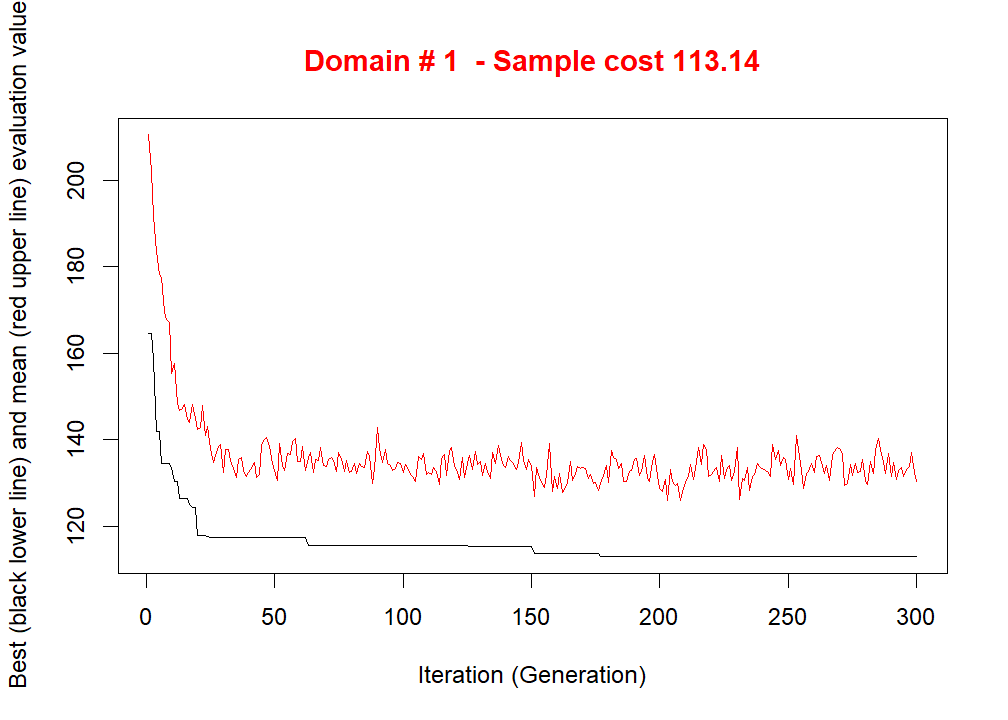 Domain # 1  - Sample cost 113.14
Best (black lower line) and mean (red upper line) evaluation value
200
180
160
140
120
0 50 100 150 200 250 300
Iteration (Generation)